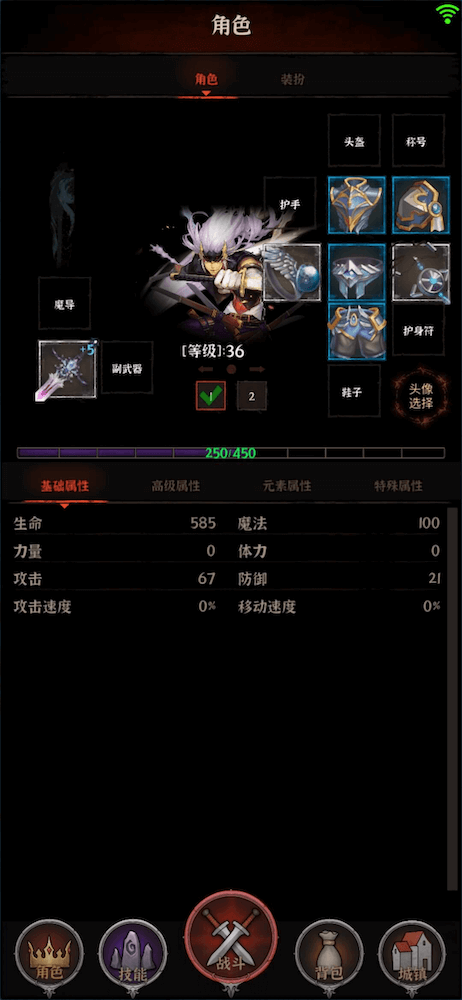 角色
角色 装扮
头盔 称号
护手
魔导
护身符
+5
副武器
[等级]:36
1 2
鞋子
头像
选择
250/450
基础属性 高级属性 元素属性 特殊属性
生命 585 魔法 100
力量 0 体力 0
攻击 67 防御 21
攻击速度 0% 移动速度 0%
角色 技能 战斗 背包 城镇